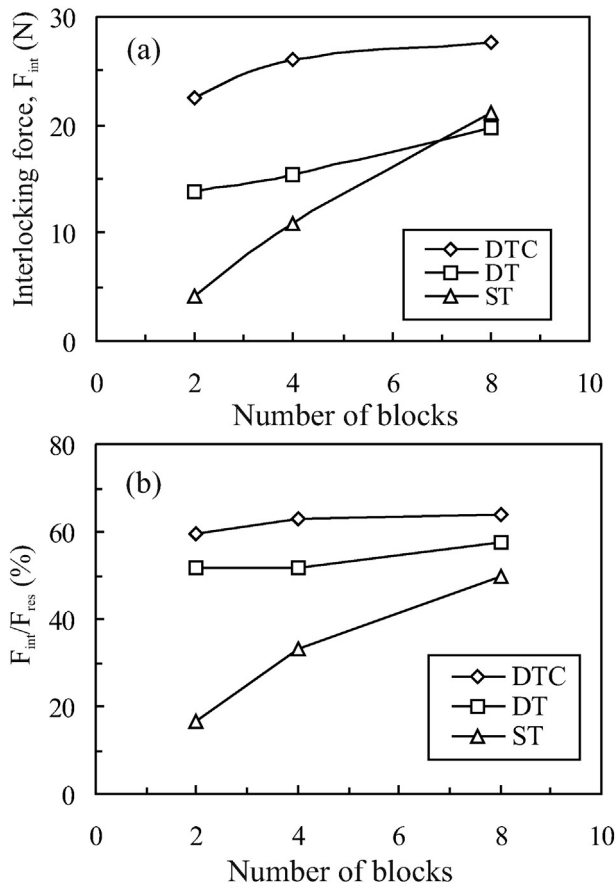 Interlocking force, F_int (N)
30
20
10
0
(a)
DTC
DT
ST
0 2 4 6 8 10
Number of blocks
F_int/F_res (%)
80
60
40
20
0
(b)
DTC
DT
ST
0 2 4 6 8 10
Number of blocks